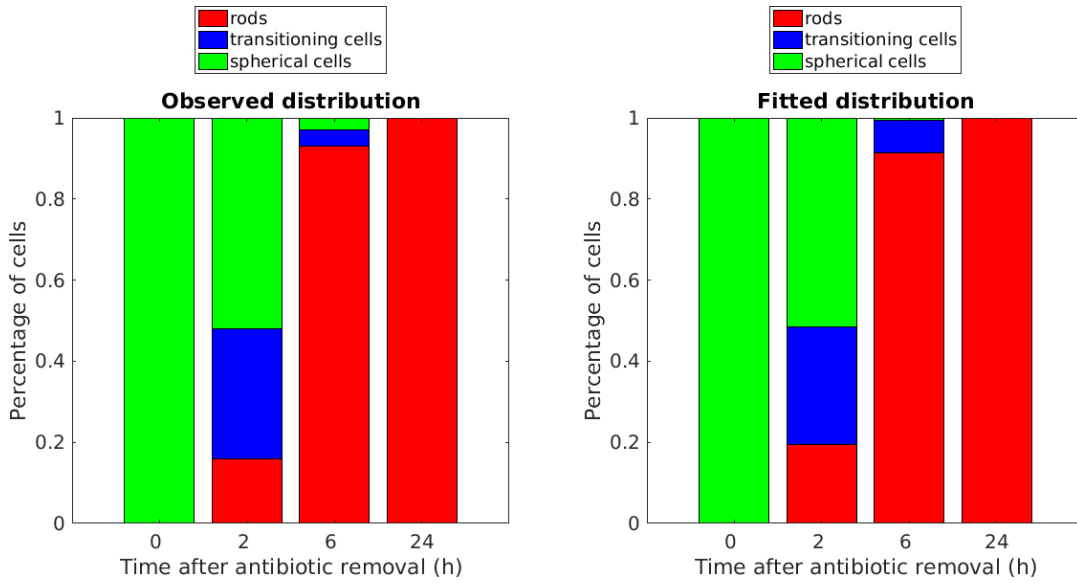 rods
transitioning cells
spherical cells
Observed distribution
1
0.8
0.6
0.4
0.2
0
Percentage of cells
0 2 6 24
Time after antibiotic removal (h)
rods
transitioning cells
spherical cells
Fitted distribution
1
0.8
0.6
0.4
0.2
0
Percentage of cells
0 2 6 24
Time after antibiotic removal (h)